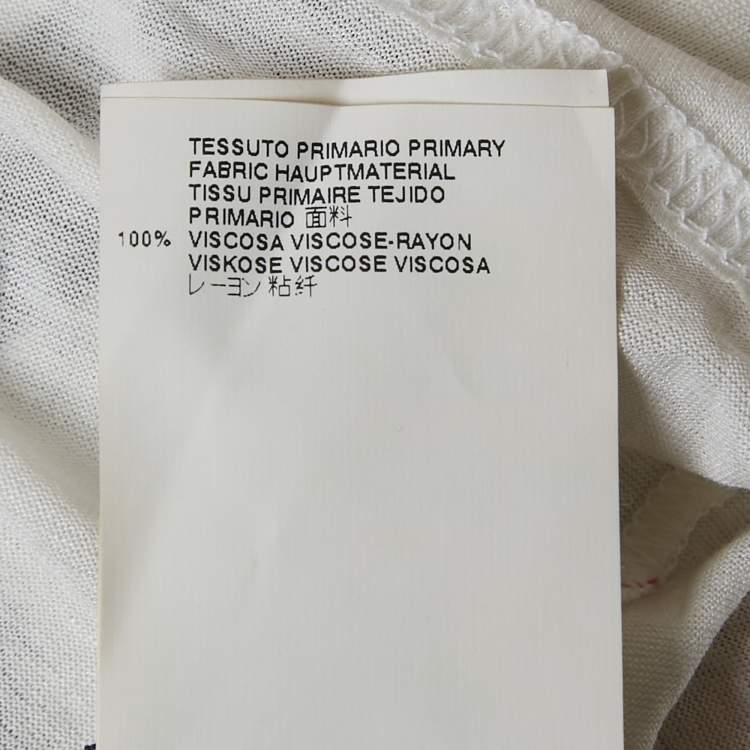 TESSUTO PRIMARIO PRIMARY
FABRIC HAUPTMATERIAL
TISSU PRIMAIRE TEJIDO
PRIMARIO 面料
100% VISCOSA VISCOSE-RAYON
VISKOSE VISCOSE VISCOSA
レーヨン 粘纤